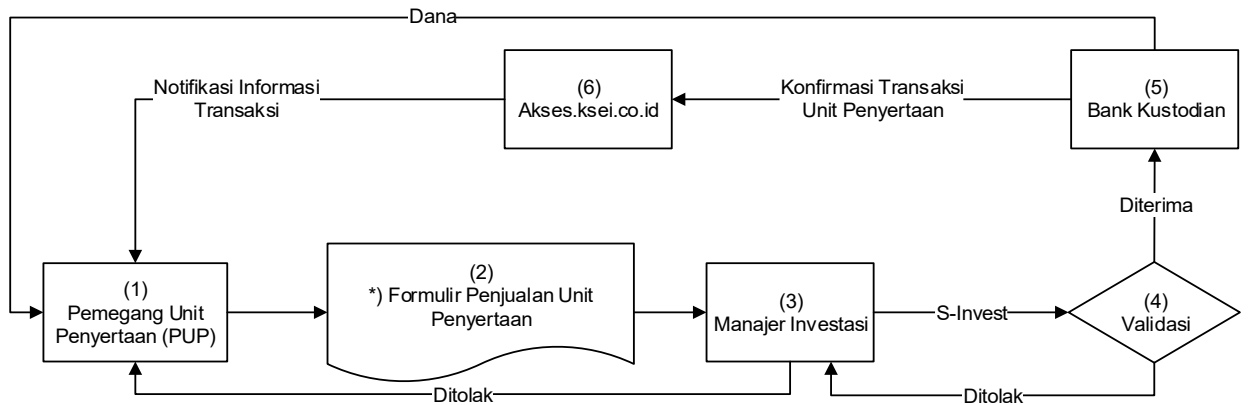 Dana
Notifikasi Informasi
Transaksi
(6)
Akses.ksei.co.id
Konfirmasi Transaksi
Unit Penyertaan
(5)
Bank Kustodian
Diterima
(1)
Pemegang Unit
Penyertaan (PUP)
(2)
*) Formulir Penjualan Unit
Penyertaan
(3)
Manajer Investasi
S-Invest
(4)
Validasi
Ditolak
Ditolak